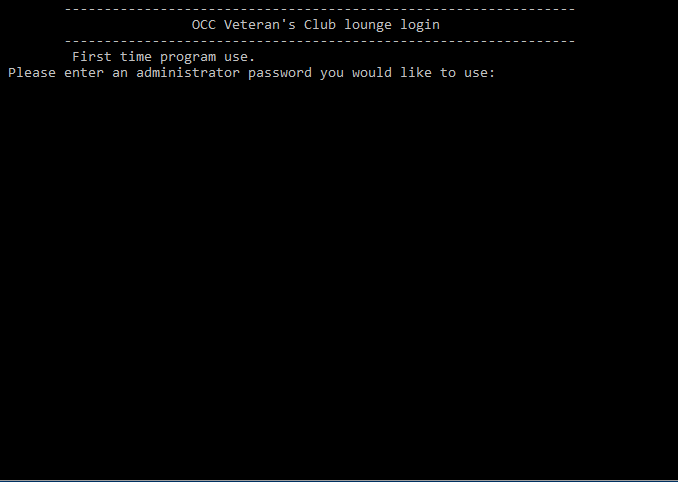 ----------------------------------------------------------------
OCC Veteran's Club lounge login
----------------------------------------------------------------
First time program use.
Please enter an administrator password you would like to use: